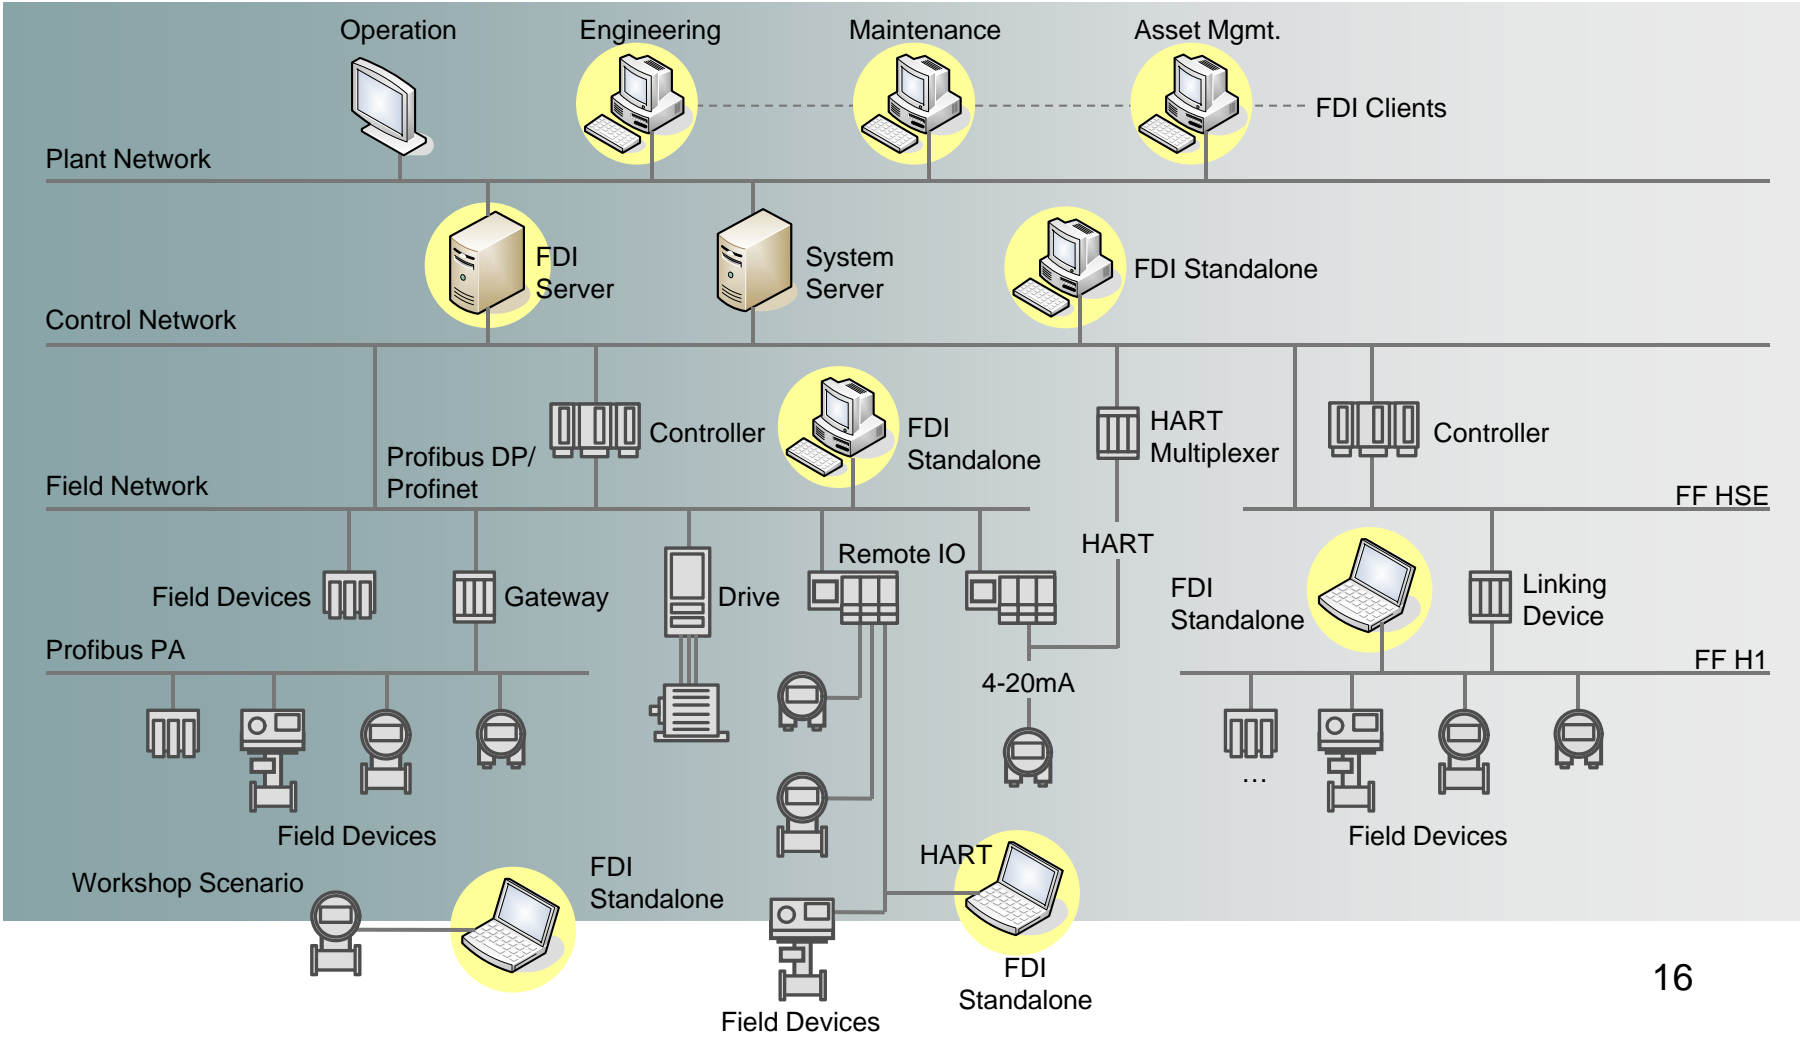 Operation
Engineering
Maintenance
Asset Mgmt.
FDI Clients
Plant Network
FDI
Server
System
Server
FDI Standalone
Control Network
Controller
FDI
Standalone
HART
Multiplexer
Controller
Profibus DP/
Profinet
Field Network
FF HSE
HART
Remote IO
Field Devices
Gateway
Drive
FDI
Standalone
Linking
Device
Profibus PA
FF H1
4-20mA
...
Field Devices
Field Devices
HART
FDI
Standalone
Workshop Scenario
FDI
Standalone
Field Devices
16